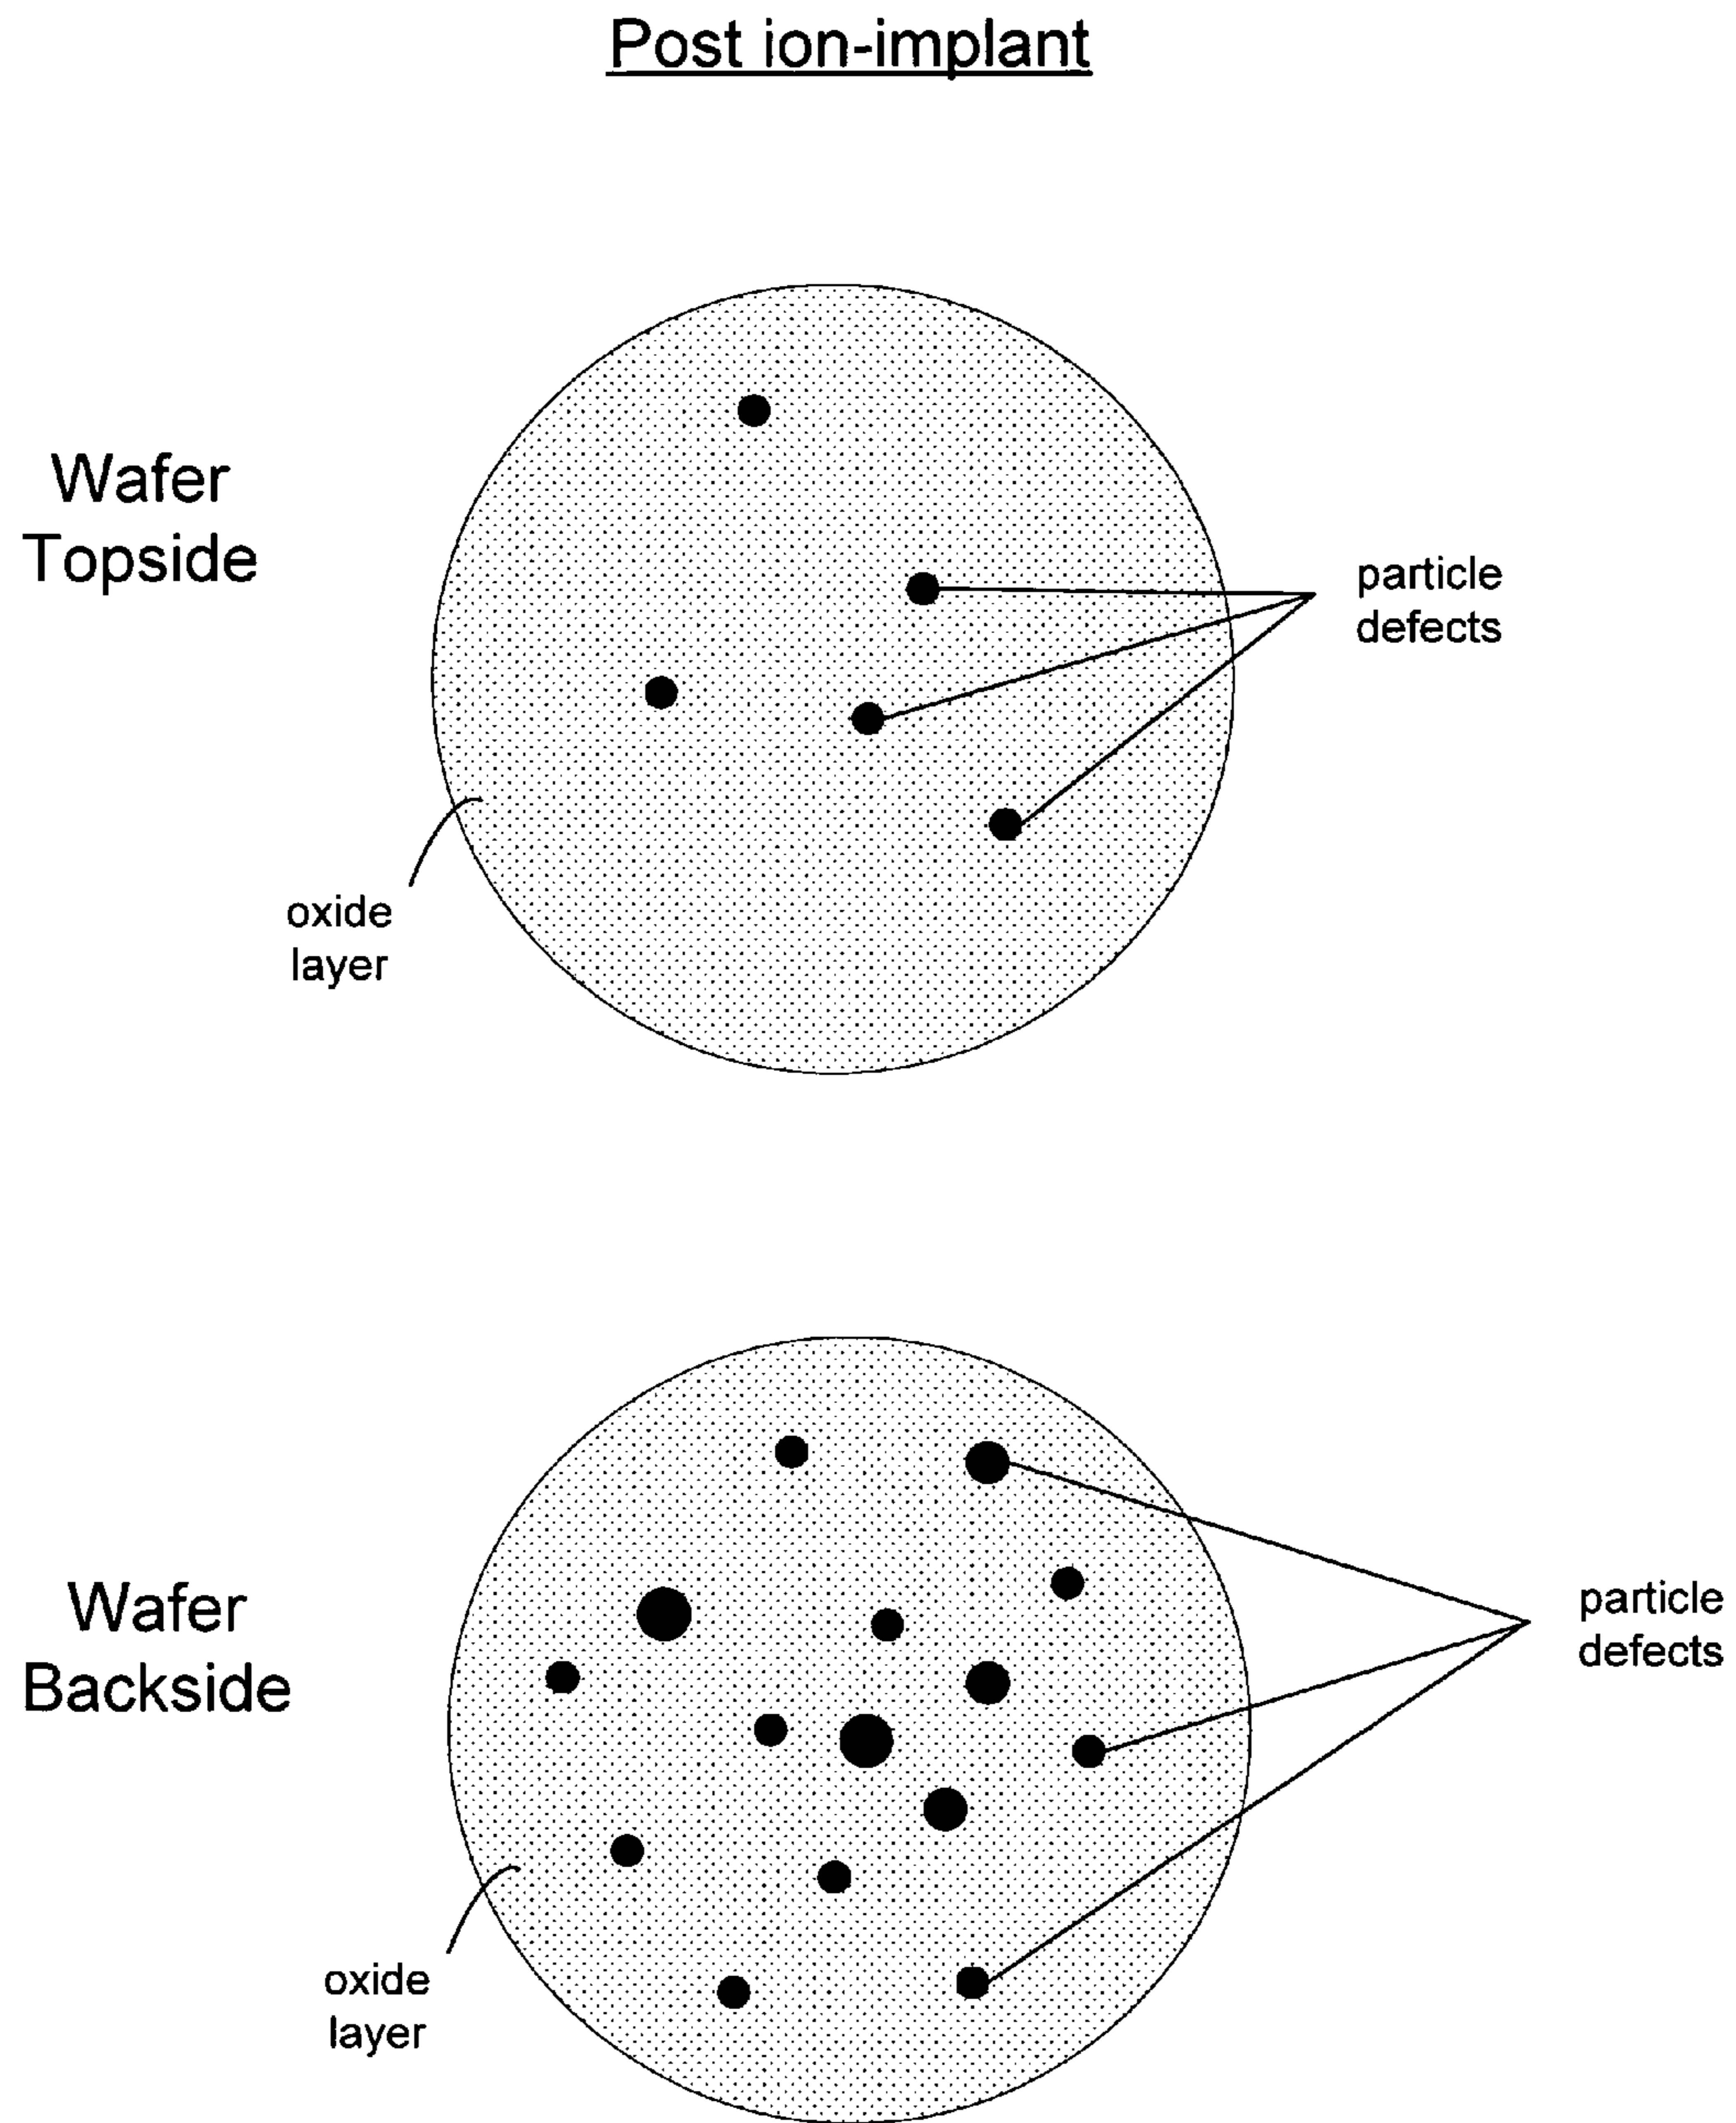 Post ion-implant
Wafer
Topside
particle
defects
oxide
layer
Wafer
Backside
particle
defects
oxide
layer